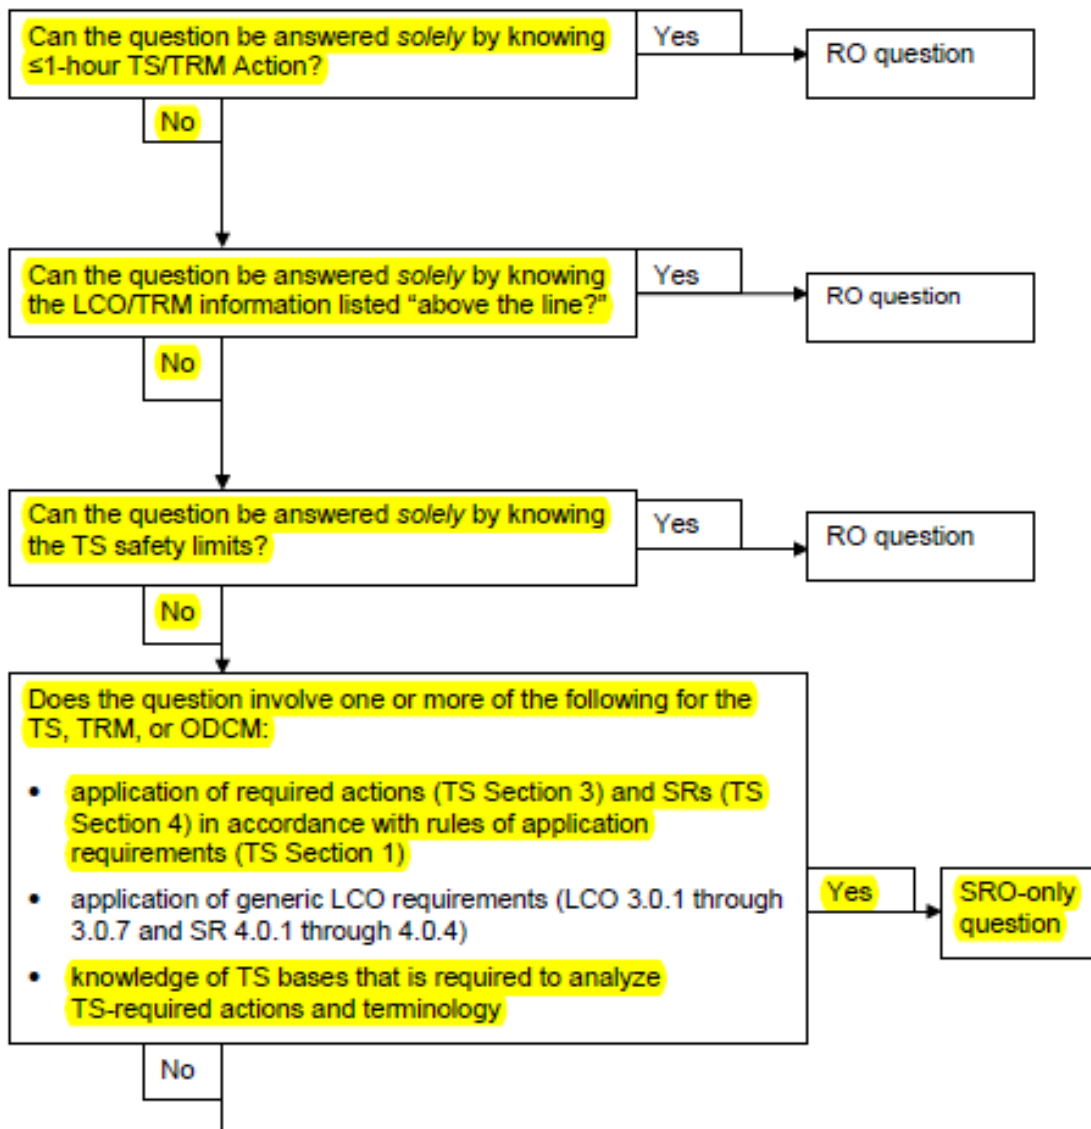 Can the question be answered solely by knowing
≤1-hour TS/TRM Action?
Yes
RO question
No
Can the question be answered solely by knowing
the LCO/TRM information listed “above the line?”
Yes
RO question
No
Can the question be answered solely by knowing
the TS safety limits?
Yes
RO question
No
Does the question involve one or more of the following for the
TS, TRM, or ODCM:
• application of required actions (TS Section 3) and SRs (TS
Section 4) in accordance with rules of application
requirements (TS Section 1)
• application of generic LCO requirements (LCO 3.0.1 through
3.0.7 and SR 4.0.1 through 4.0.4)
• knowledge of TS bases that is required to analyze
TS-required actions and terminology
Yes
SRO-only
question
No